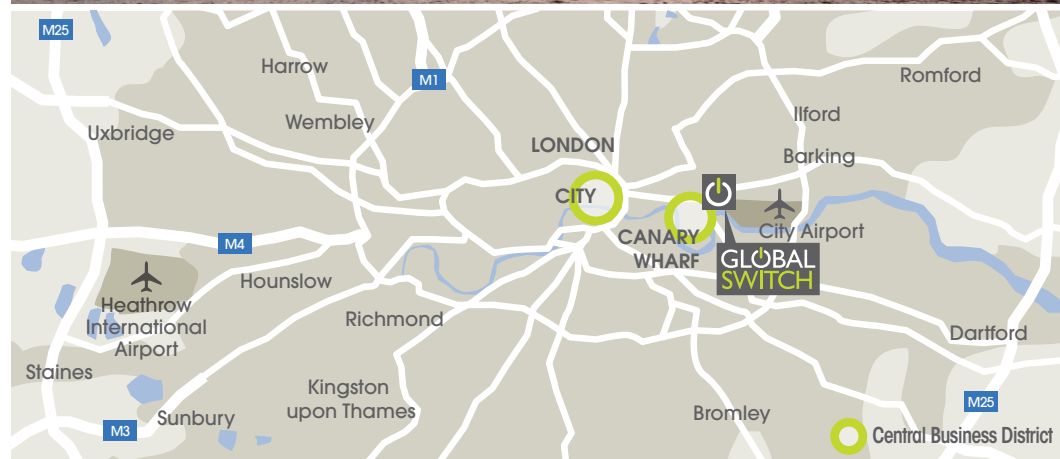 M25
Harrow
M1
Romford
Wembley
Ilford
Uxbridge
LONDON
Barking
CITY
CANARY
WHARF
City Airport
GLOBAL
SWITCH
M4
Hounslow
Heathrow
International
Airport
Richmond
Dartford
Staines
Kingston
upon Thames
Sunbury
M3
Bromley
M25
Central Business District